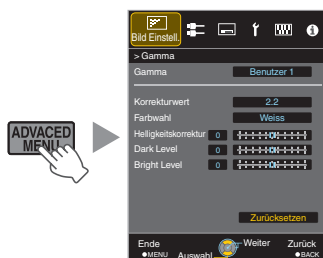 ADVACED
MENU
Bild Einstell.
> Gamma
Gamma Benutzer 1
Korrekturwert 2.2
Farbwahl Weiss
Helligkeitskorrektur 0
Dark Level 0
Bright Level 0
Zurücksetzen
Ende Weiter Zurück
●MENU Auswahl ●BACK